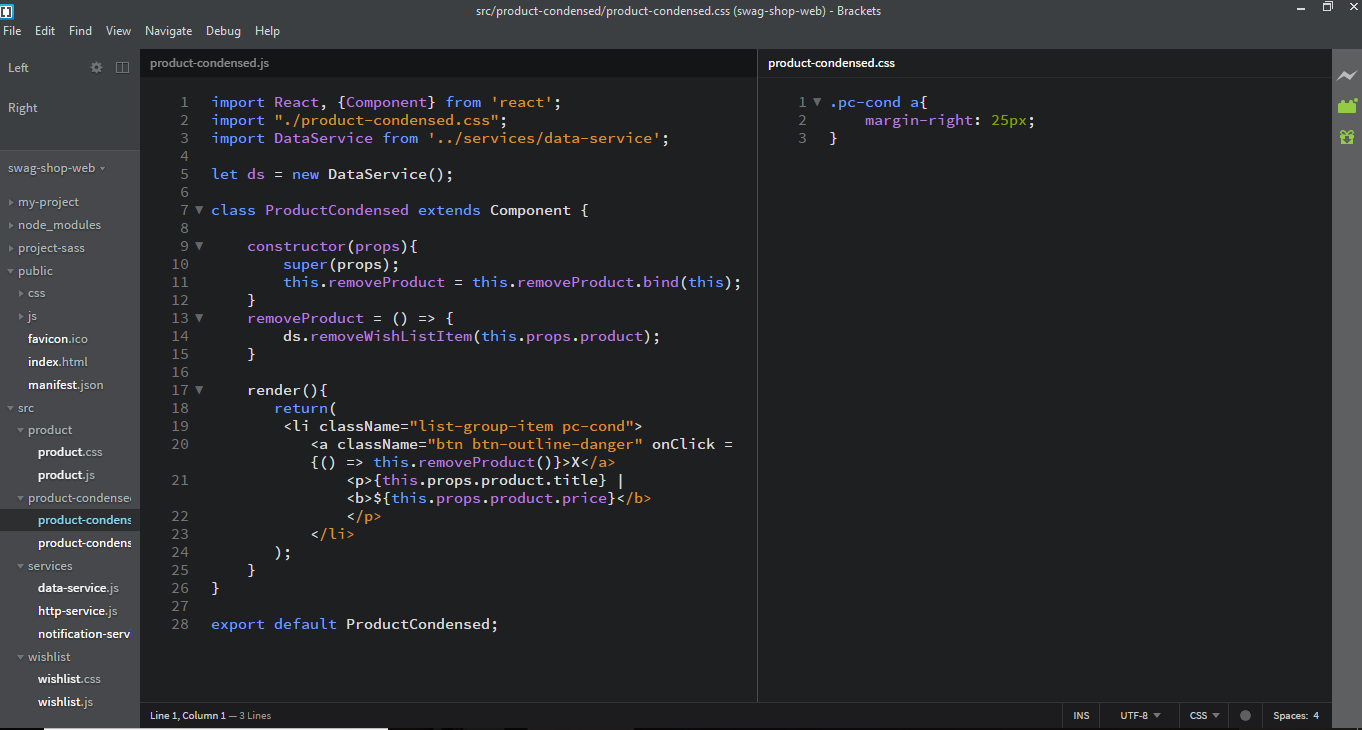 src/product-condensed/product-condensed.css (swag-shop-web) - Brackets
File Edit Find View Navigate Debug Help
Left
Right
swag-shop-web
my-project
node_modules
project-sass
public
css
js
favicon.ico
index.html
manifest.json
src
product
product.css
product.js
product-condensed
product-condens
product-condens
services
data-service.js
http-service.js
notification-serv
wishlist
wishlist.css
wishlist.js
product-condensed.js
1 import React, {Component} from 'react';
2 import "./product-condensed.css";
3 import DataService from '../services/data-service';
4
5 let ds = new DataService();
6
7 class ProductCondensed extends Component {
8
9 constructor(props){
10 super(props);
11 this.removeProduct = this.removeProduct.bind(this);
12 }
13 removeProduct = () => {
14 ds.removeWishListItem(this.props.product);
15 }
16
17 render(){
18 return(
19 <li className="list-group-item pc-cond">
20 <a className="btn btn-outline-danger" onClick =
{() => this.removeProduct()}>X</a>
21 <p>{this.props.product.title} |
<b>${this.props.product.price}</b>
22 </p>
23 </li>
24 );
25 }
26 }
27
28 export default ProductCondensed;
product-condensed.css
1 .pc-cond a{
2 margin-right: 25px;
3 }
Line 1, Column 1 — 3 Lines
INS UTF-8 CSS Spaces: 4